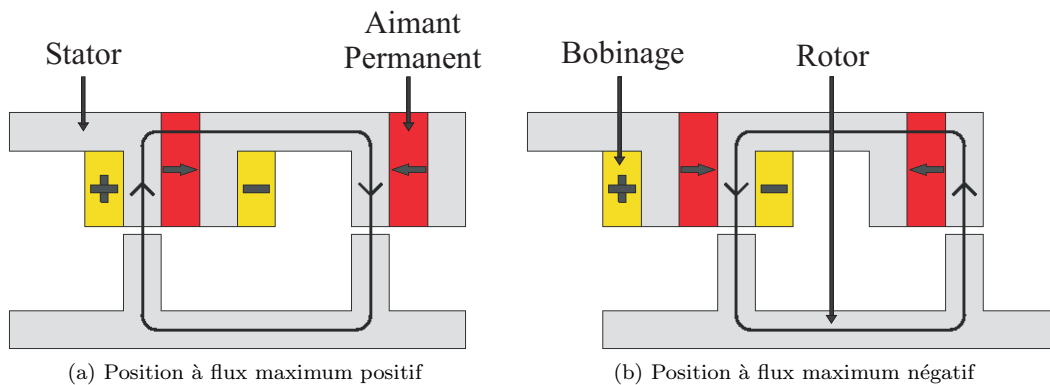 Stator
Aimant
Permanent
Bobinage
Rotor
+
−
+
−
(a) Position à flux maximum positif
(b) Position à flux maximum négatif